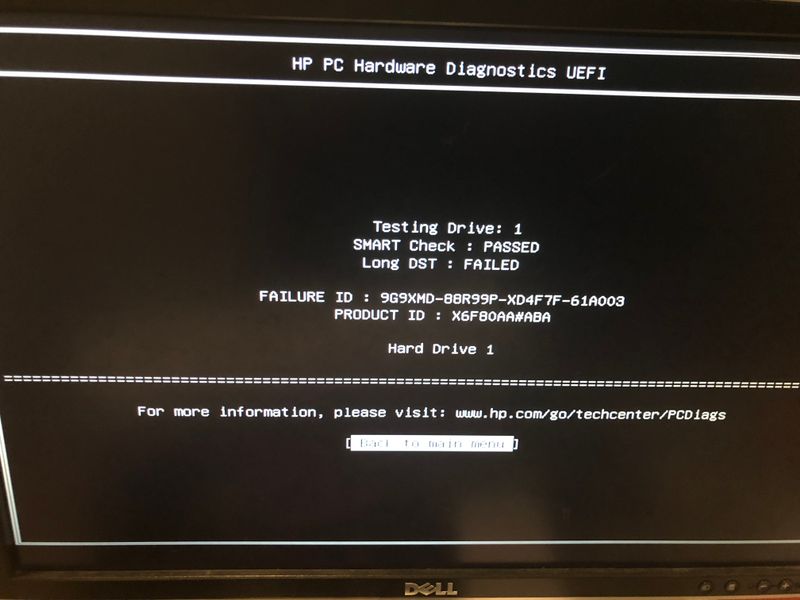 HP PC Hardware Diagnostics UEFI
Testing Drive: 1
SMART Check : PASSED
Long DST : FAILED
FAILURE ID : 9G9XMD-88R99P-XD4F7F-61A003
PRODUCT ID : X6F80AA#ABA
Hard Drive 1
================================================================================
For more information, please visit: www.hp.com/go/techcenter/PCDiags
[ Back to main menu ]
DELL